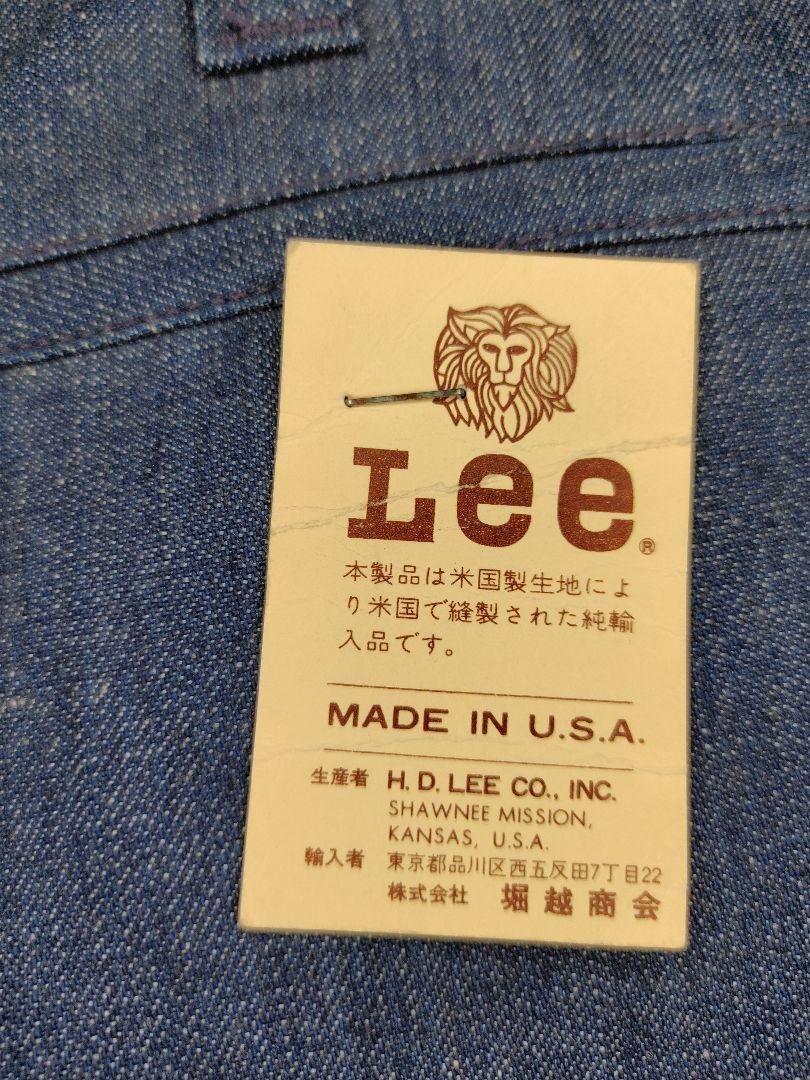 Lee®
本製品は米国製生地によ
り米国で縫製された純輸
入品です。
MADE IN U.S.A.
生産者 H. D. LEE CO., INC.
SHAWNEE MISSION,
KANSAS, U.S.A.
輸入者 東京都品川区西五反田7丁目22
株式会社 堀越商会